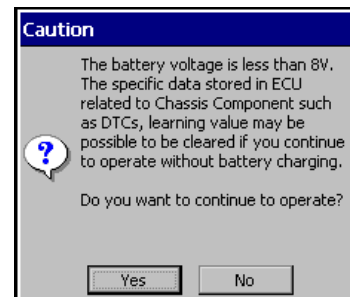 Caution
The battery voltage is less than 8V.
The specific data stored in ECU
related to Chassis Component such
as DTCs, learning value may be
possible to be cleared if you continue
to operate without battery charging.
Do you want to continue to operate?
Yes No